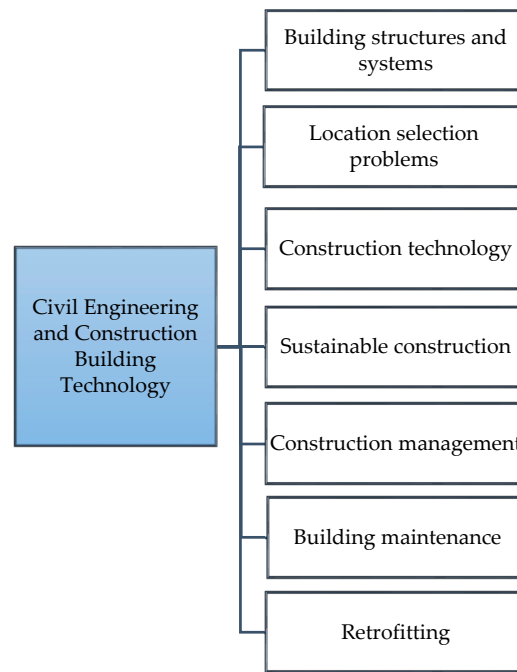 Building structures and
systems
Location selection
problems
Construction technology
Civil Engineering
and Construction
Building
Technology
Sustainable construction
Construction management
Building maintenance
Retrofitting